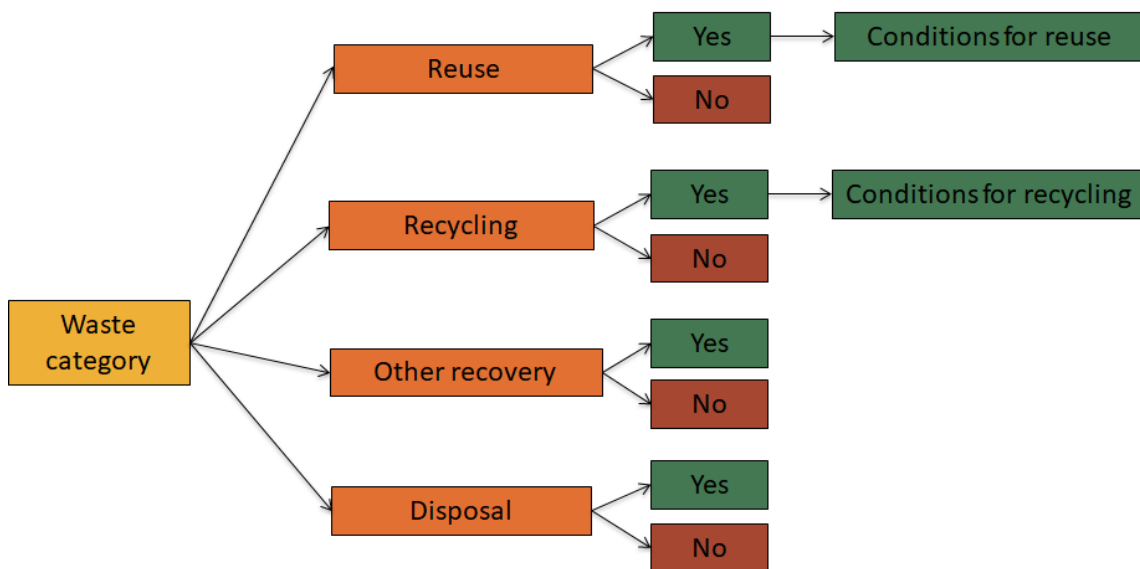 Reuse
Yes
Conditions for reuse
No
Recycling
Yes
Conditions for recycling
No
Waste
category
Other recovery
Yes
No
Disposal
Yes
No